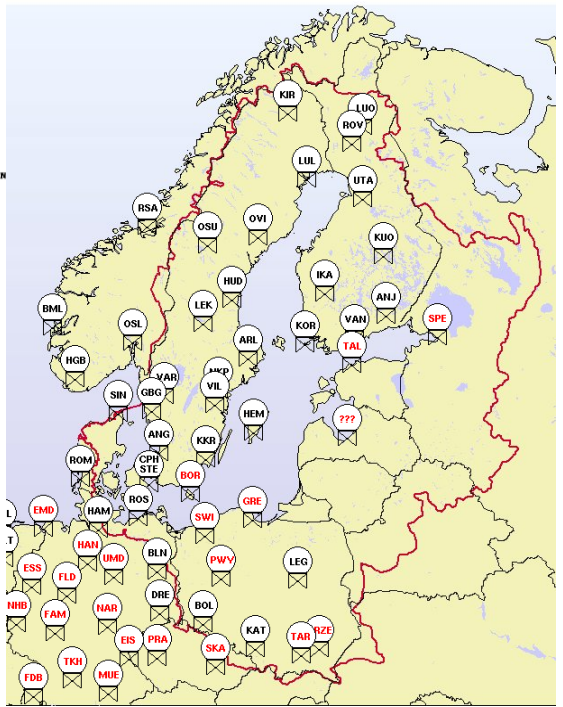 KIR
LUO
ROV
LUL
UTA
RSA
OVI
OSU
KUO
HUD
IKA
ANJ
LEK
BML
OSL
KOR
VAN
SPE
ARL
TAL
HGB
VAR
SIN
GBG
VIL
HEM
???
ANG
KKR
CPH
STE
ROM
BOR
ROS
GRE
EMD
HAM
SWI
HAN
UMD
BLN
PWY
LEG
ESS
FLD
DRE
BOL
NHB
FAM
NAR
KAT
EIS
PRA
TAR
RZE
SKA
TKH
FDB
MUE
N